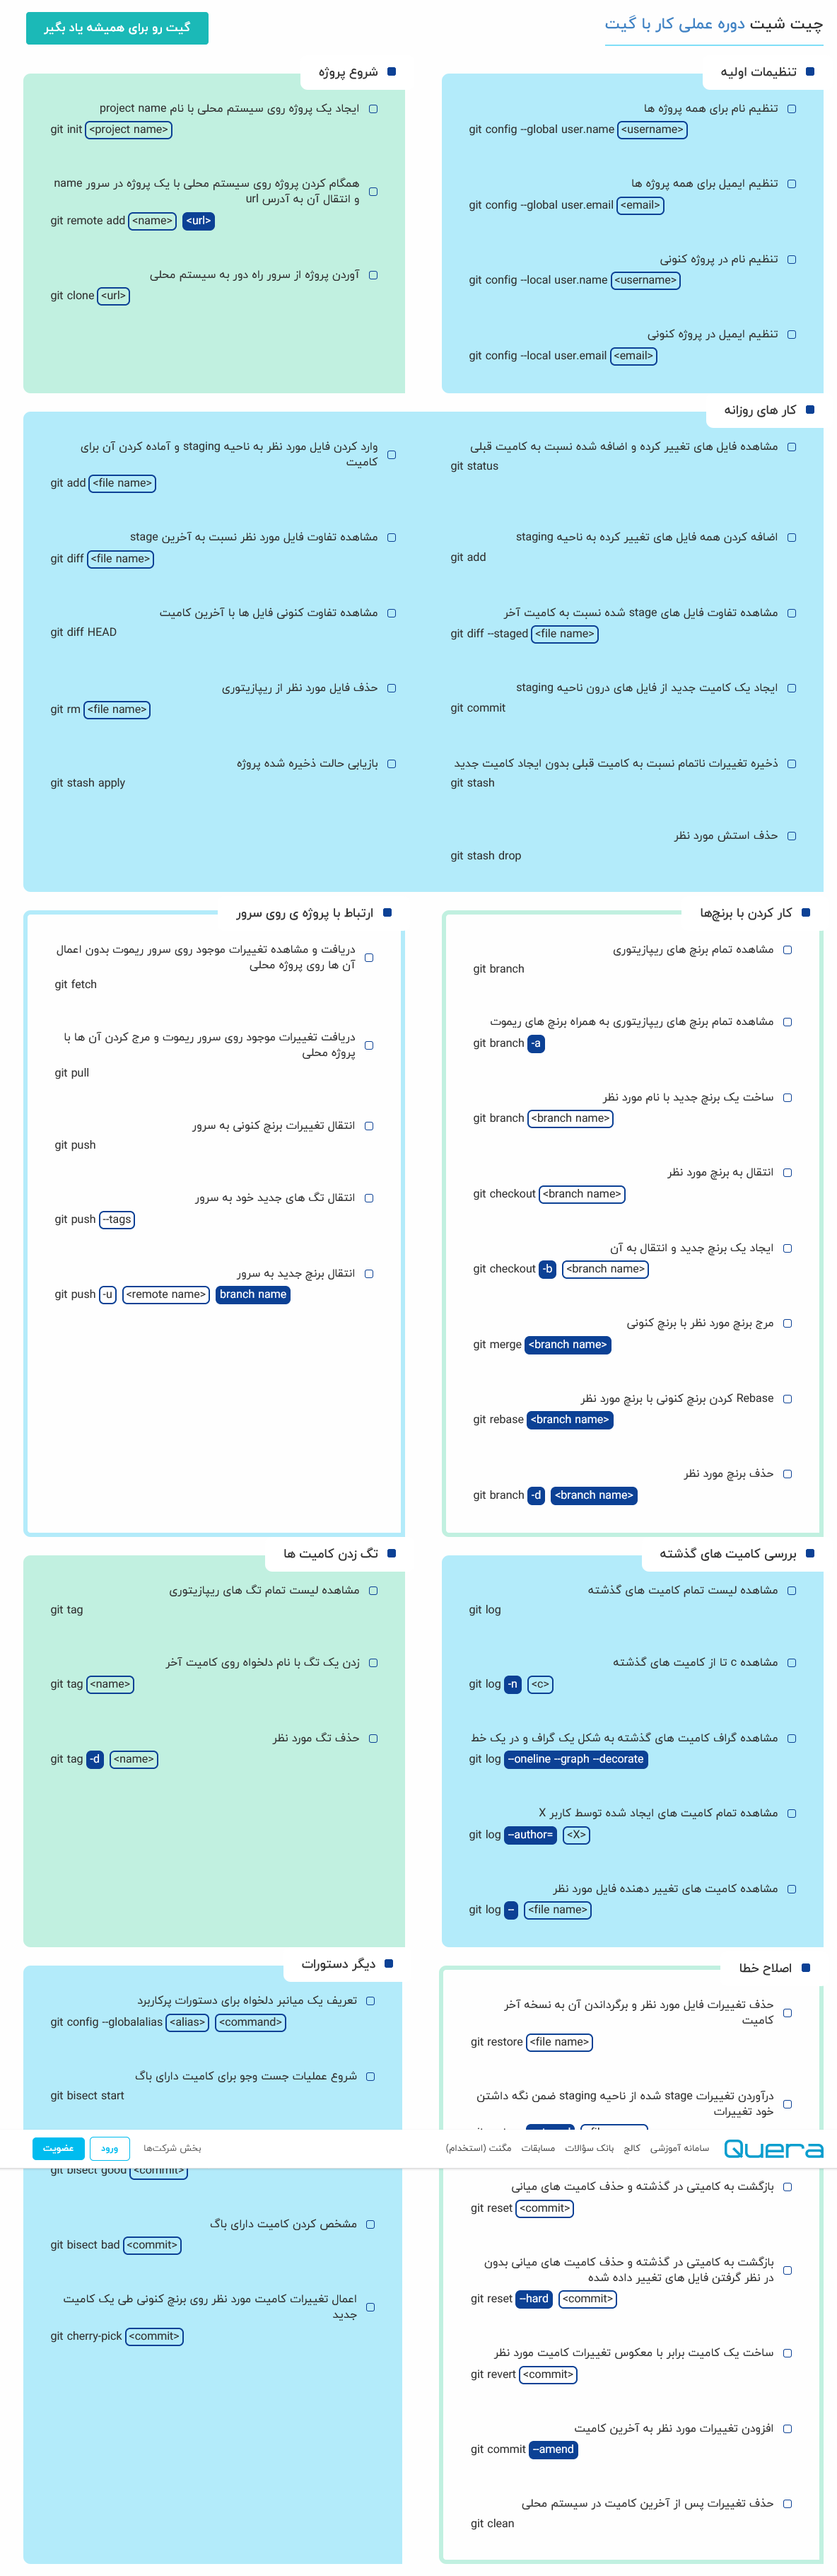 چیت شیت دوره عملی کار با گیت
گیت رو برای همیشه یاد بگیر
تنظیمات اولیه
تنظیم نام برای همه پروژه ها
git config --global user.name <username>
تنظیم ایمیل برای همه پروژه ها
git config --global user.email <email>
تنظیم نام در پروژه کنونی
git config --local user.name <username>
تنظیم ایمیل در پروژه کنونی
git config --local user.email <email>
شروع پروژه
ایجاد یک پروژه روی سیستم محلی با نام project name
git init <project name>
همگام کردن پروژه روی سیستم محلی با یک پروژه در سرور name
و انتقال آن به آدرس url
git remote add <name> <url>
آوردن پروژه از سرور راه دور به سیستم محلی
git clone <url>
کار های روزانه
مشاهده فایل های تغییر کرده و اضافه شده نسبت به کامیت قبلی
git status
اضافه کردن همه فایل های تغییر کرده به ناحیه staging
git add
مشاهده تفاوت فایل های stage شده نسبت به کامیت آخر
git diff --staged <file name>
ایجاد یک کامیت جدید از فایل های درون ناحیه staging
git commit
ذخیره تغییرات ناتمام نسبت به کامیت قبلی بدون ایجاد کامیت جدید
git stash
حذف استش مورد نظر
git stash drop
وارد کردن فایل مورد نظر به ناحیه staging و آماده کردن آن برای
کامیت
git add <file name>
مشاهده تفاوت فایل مورد نظر نسبت به آخرین stage
git diff <file name>
مشاهده تفاوت کنونی فایل ها با آخرین کامیت
git diff HEAD
حذف فایل مورد نظر از ریپازیتوری
git rm <file name>
بازیابی حالت ذخیره شده پروژه
git stash apply
کار کردن با برنچ‌ها
مشاهده تمام برنچ های ریپازیتوری
git branch
مشاهده تمام برنچ های ریپازیتوری به همراه برنچ های ریموت
git branch -a
ساخت یک برنچ جدید با نام مورد نظر
git branch <branch name>
انتقال به برنچ مورد نظر
git checkout <branch name>
ایجاد یک برنچ جدید و انتقال به آن
git checkout -b <branch name>
مرج برنچ مورد نظر با برنچ کنونی
git merge <branch name>
Rebase کردن برنچ کنونی با برنچ مورد نظر
git rebase <branch name>
حذف برنچ مورد نظر
git branch -d <branch name>
ارتباط با پروژه ی روی سرور
دریافت و مشاهده تغییرات موجود روی سرور ریموت بدون اعمال
آن ها روی پروژه محلی
git fetch
دریافت تغییرات موجود روی سرور ریموت و مرج کردن آن ها با
پروژه محلی
git pull
انتقال تغییرات برنچ کنونی به سرور
git push
انتقال تگ های جدید خود به سرور
git push --tags
انتقال برنچ جدید به سرور
git push -u <remote name> branch name
بررسی کامیت های گذشته
مشاهده لیست تمام کامیت های گذشته
git log
مشاهده c تا از کامیت های گذشته
git log -n <c>
مشاهده گراف کامیت های گذشته به شکل یک گراف و در یک خط
git log --oneline --graph --decorate
مشاهده تمام کامیت های ایجاد شده توسط کاربر X
git log --author= <X>
مشاهده کامیت های تغییر دهنده فایل مورد نظر
git log -- <file name>
تگ زدن کامیت ها
مشاهده لیست تمام تگ های ریپازیتوری
git tag
زدن یک تگ با نام دلخواه روی کامیت آخر
git tag <name>
حذف تگ مورد نظر
git tag -d <name>
اصلاح خطا
حذف تغییرات فایل مورد نظر و برگرداندن آن به نسخه آخر
کامیت
git restore <file name>
درآوردن تغییرات stage شده از ناحیه staging ضمن نگه داشتن
خود تغییرات
Quera
سامانه آموزشی کالج بانک سؤالات مسابقات مگنت (استخدام)
بخش شرکت‌ها ورود عضویت
بازگشت به کامیتی در گذشته و حذف کامیت های میانی
git reset <commit>
بازگشت به کامیتی در گذشته و حذف کامیت های میانی بدون
در نظر گرفتن فایل های تغییر داده شده
git reset --hard <commit>
ساخت یک کامیت برابر با معکوس تغییرات کامیت مورد نظر
git revert <commit>
افزودن تغییرات مورد نظر به آخرین کامیت
git commit --amend
حذف تغییرات پس از آخرین کامیت در سیستم محلی
git clean
دیگر دستورات
تعریف یک میانبر دلخواه برای دستورات پرکاربرد
git config --globalalias <alias> <command>
شروع عملیات جست وجو برای کامیت دارای باگ
git bisect start
git bisect good <commit>
مشخص کردن کامیت دارای باگ
git bisect bad <commit>
اعمال تغییرات کامیت مورد نظر روی برنچ کنونی طی یک کامیت
جدید
git cherry-pick <commit>